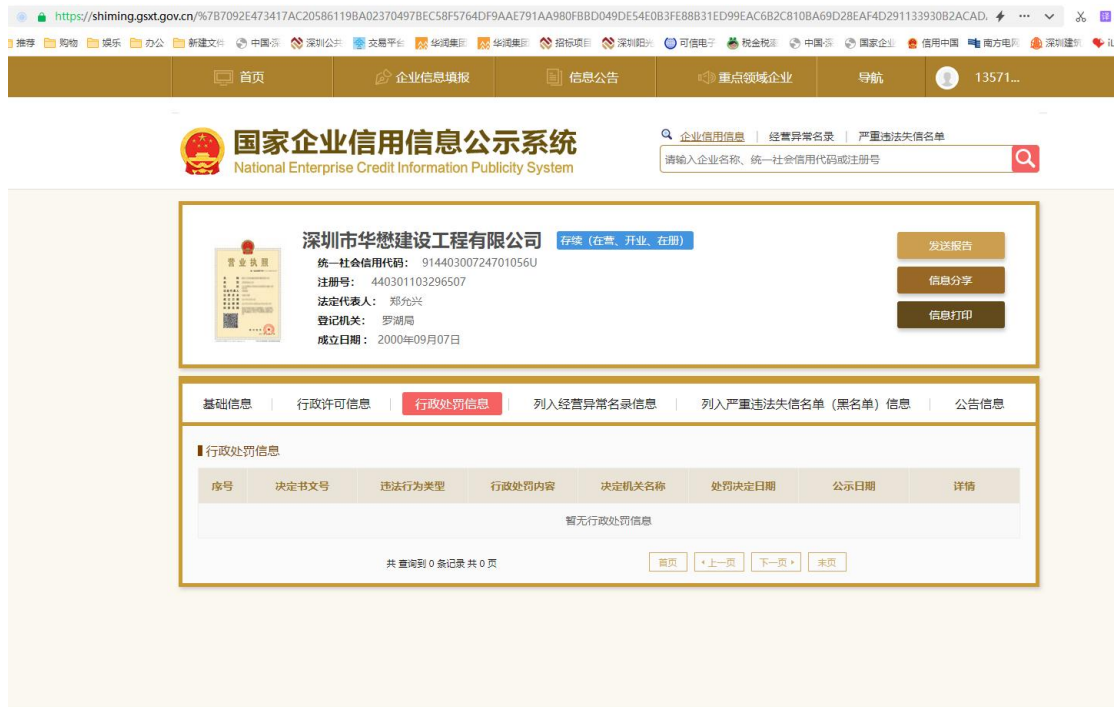 https://shiming.gsxt.gov.cn/%7B7092E473417AC20586119BA02370497BEC58F5764DF9AAE791AA980FBBD049DE54E0B3FE88B31ED99EAC6B2C810BA69D28EAF4D291133930B2ACAD.
推荐 购物 娱乐 办公 新建文件 中国·深 深圳公共 交易平台 华润集团 华润集团 招标项目 深圳阳光 可信电子 税金税 中国·深 国家企业 信用中国 南方电网 深圳建筑
首页 企业信息填报 信息公告 重点领域企业 导航 13571...
国家企业信用信息公示系统
National Enterprise Credit Information Publicity System
企业信用信息 | 经营异常名录 | 严重违法失信名单
请输入企业名称、统一社会信用代码或注册号
营业执照
深圳市华懋建设工程有限公司 存续（在营、开业、在册）
统一社会信用代码： 91440300724701056U
注册号： 440301103296507
法定代表人： 郑允兴
登记机关： 罗湖局
成立日期： 2000年09月07日
发送报告
信息分享
信息打印
基础信息 | 行政许可信息 | 行政处罚信息 | 列入经营异常名录信息 | 列入严重违法失信名单（黑名单）信息 | 公告信息
行政处罚信息
序号 决定书文号 违法行为类型 行政处罚内容 决定机关名称 处罚决定日期 公示日期 详情
暂无行政处罚信息
共 查询到 0 条记录 共 0 页 首页 上一页 下一页 末页